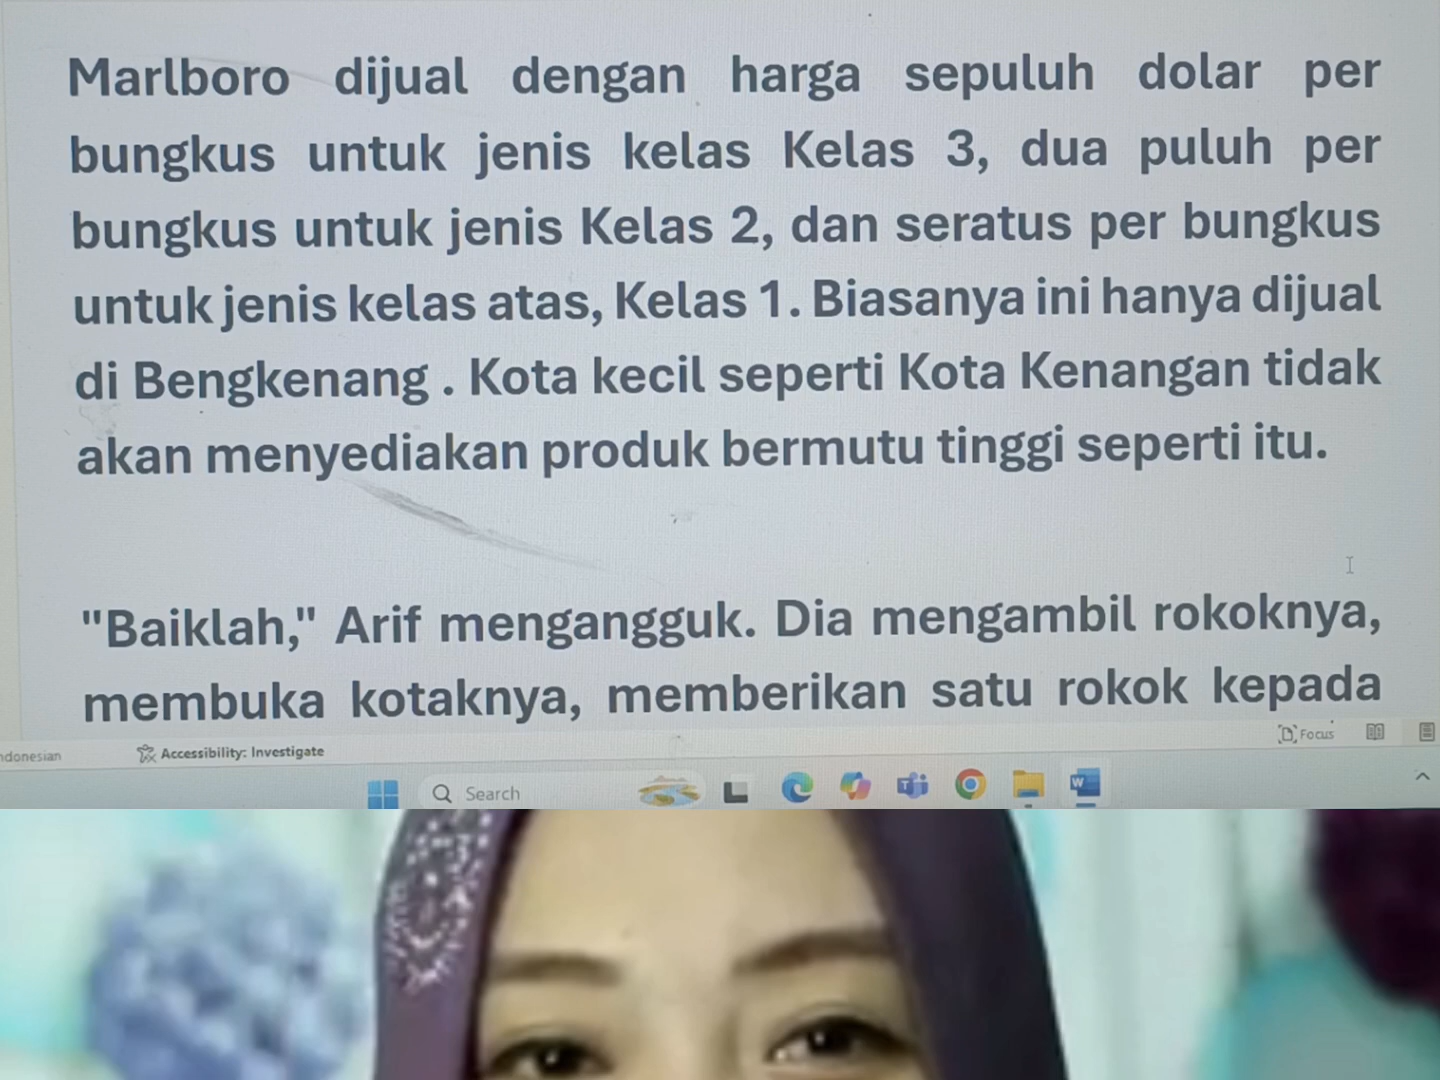 Marlboro dijual dengan harga sepuluh dolar per
bungkus untuk jenis kelas Kelas 3, dua puluh per
bungkus untuk jenis Kelas 2, dan seratus per bungkus
untuk jenis kelas atas, Kelas 1. Biasanya ini hanya dijual
di Bengkenang . Kota kecil seperti Kota Kenangan tidak
akan menyediakan produk bermutu tinggi seperti itu.
"Baiklah," Arif mengangguk. Dia mengambil rokoknya,
membuka kotaknya, memberikan satu rokok kepada
ndonesian Accessibility: Investigate Focus
Search